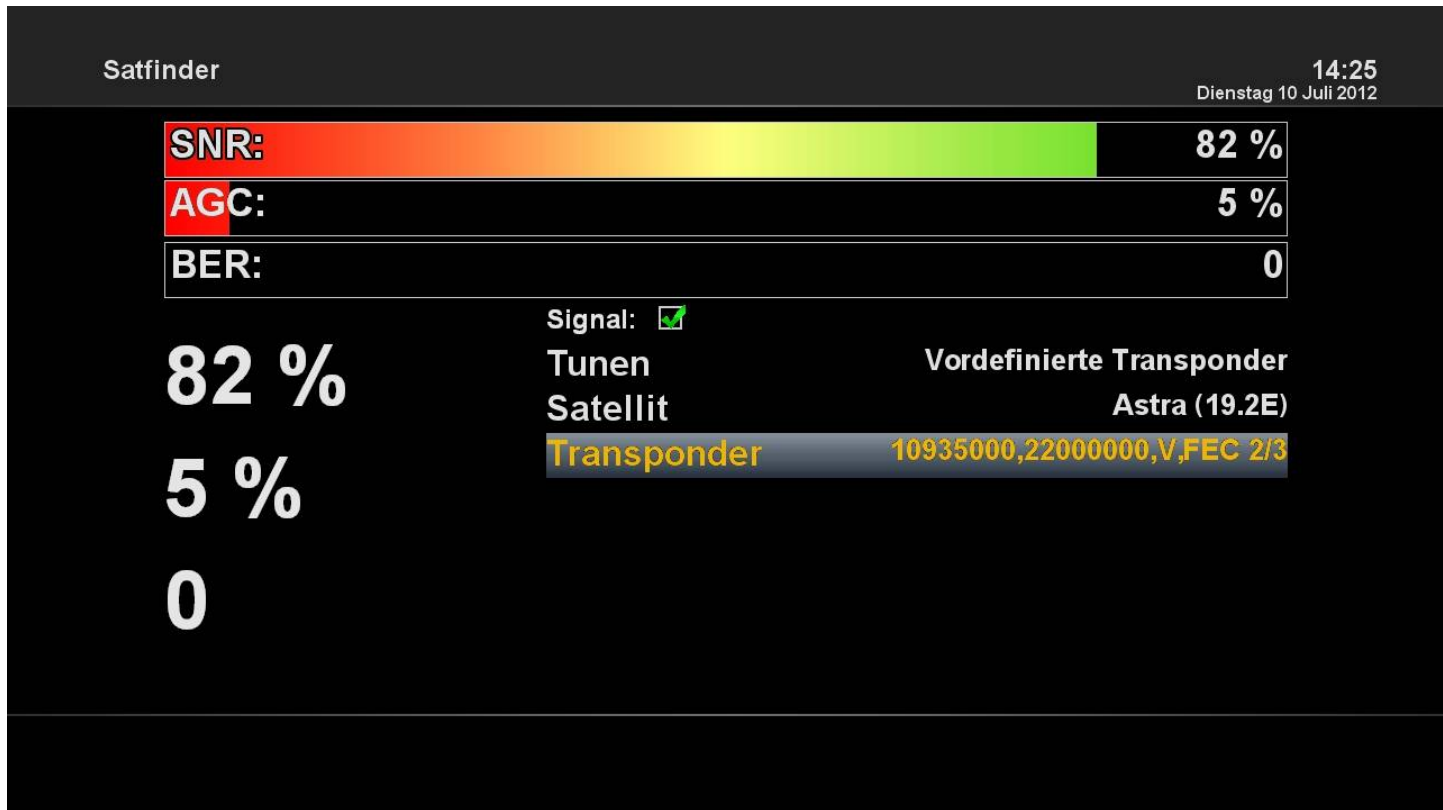 Satfinder
14:25
Dienstag 10 Juli 2012
SNR: 82 %
AGC: 5 %
BER: 0
Signal:
82 %
Tunen Vordefinierte Transponder
Satellit Astra (19.2E)
Transponder 10935000,22000000,V,FEC 2/3
5 %
0